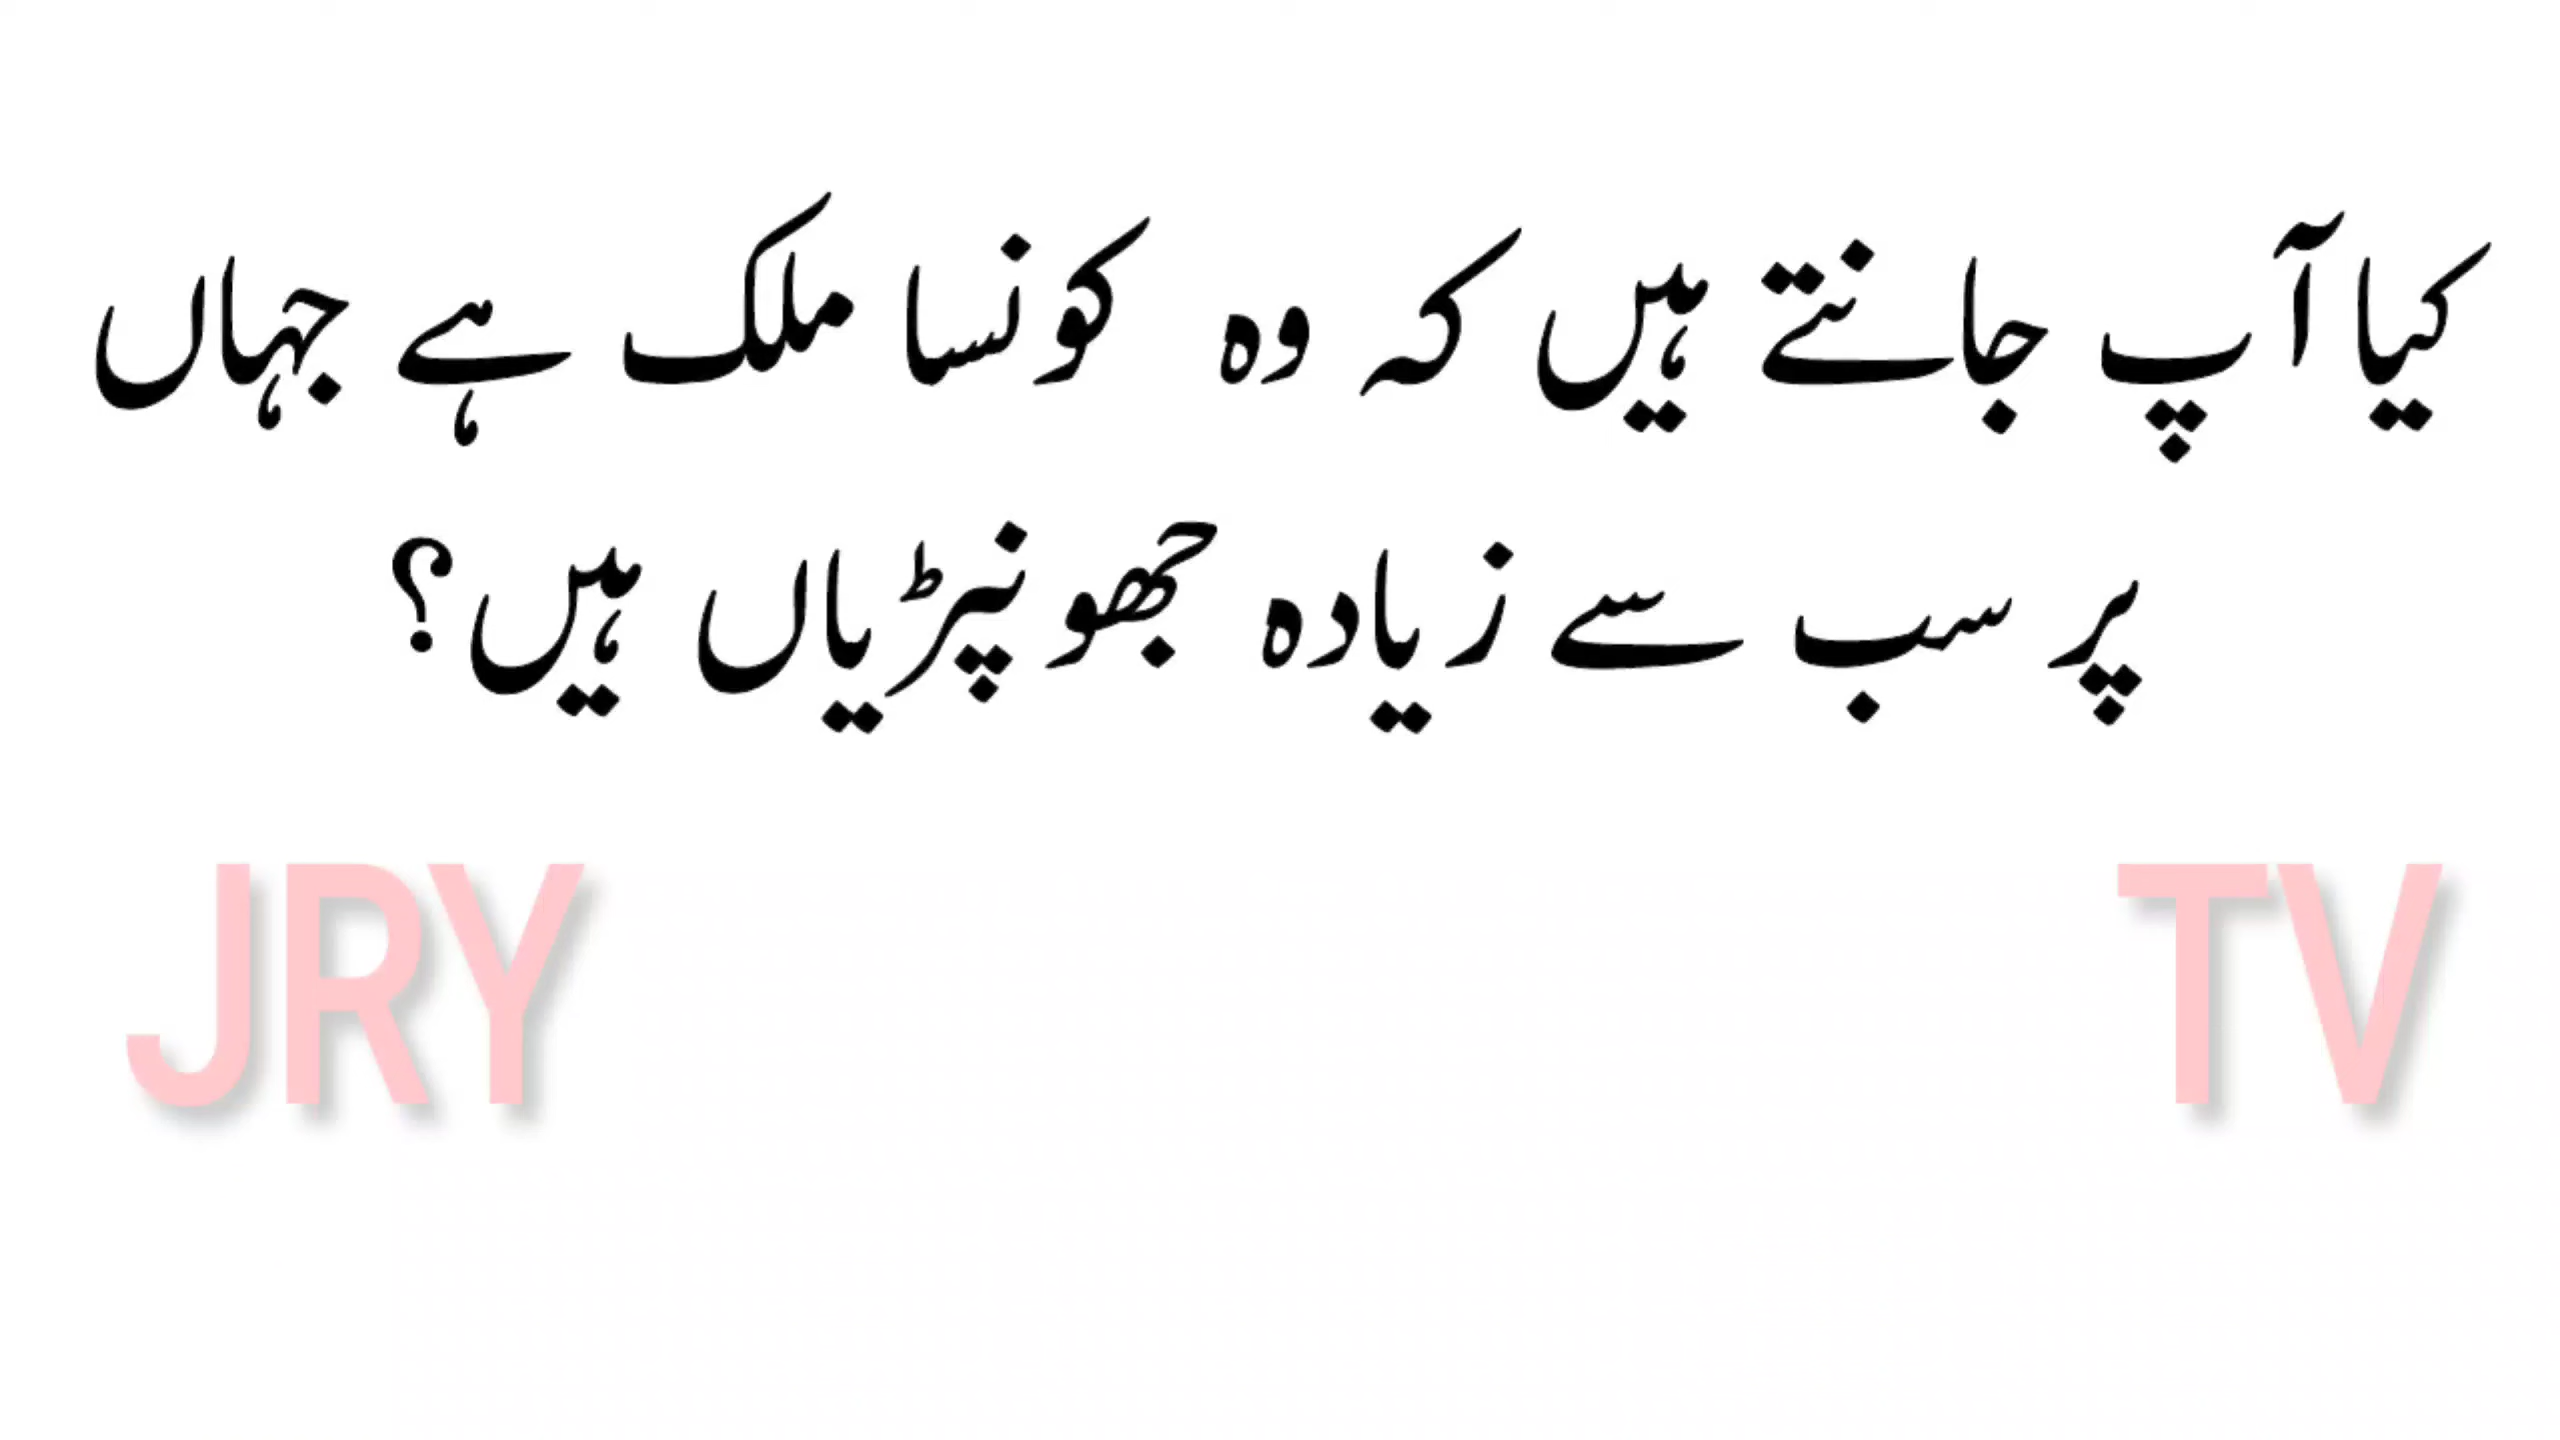 کیا آپ جانتے ہیں کہ وہ کونسا ملک ہے جہاں
پر سب سے زیادہ جھونپڑیاں ہیں؟
JRY TV